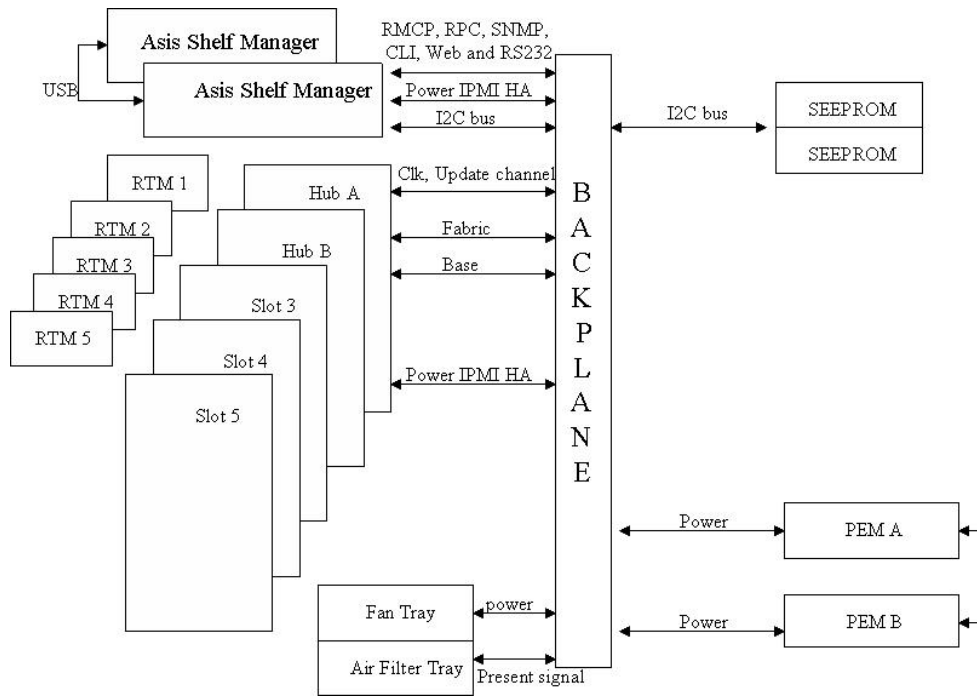 Asis Shelf Manager
Asis Shelf Manager
USB
RMCP, RPC, SNMP,
CLI, Web and RS232
Power IPMI HA
I2C bus
I2C bus
SEEPROM
SEEPROM
RTM 1
RTM 2
RTM 3
RTM 4
RTM 5
Hub A
Hub B
Slot 3
Slot 4
Slot 5
Clk, Update channel
Fabric
Base
Power IPMI HA
BACKPLANE
Power
PEM A
Power
PEM B
Fan Tray
power
Air Filter Tray
Present signal